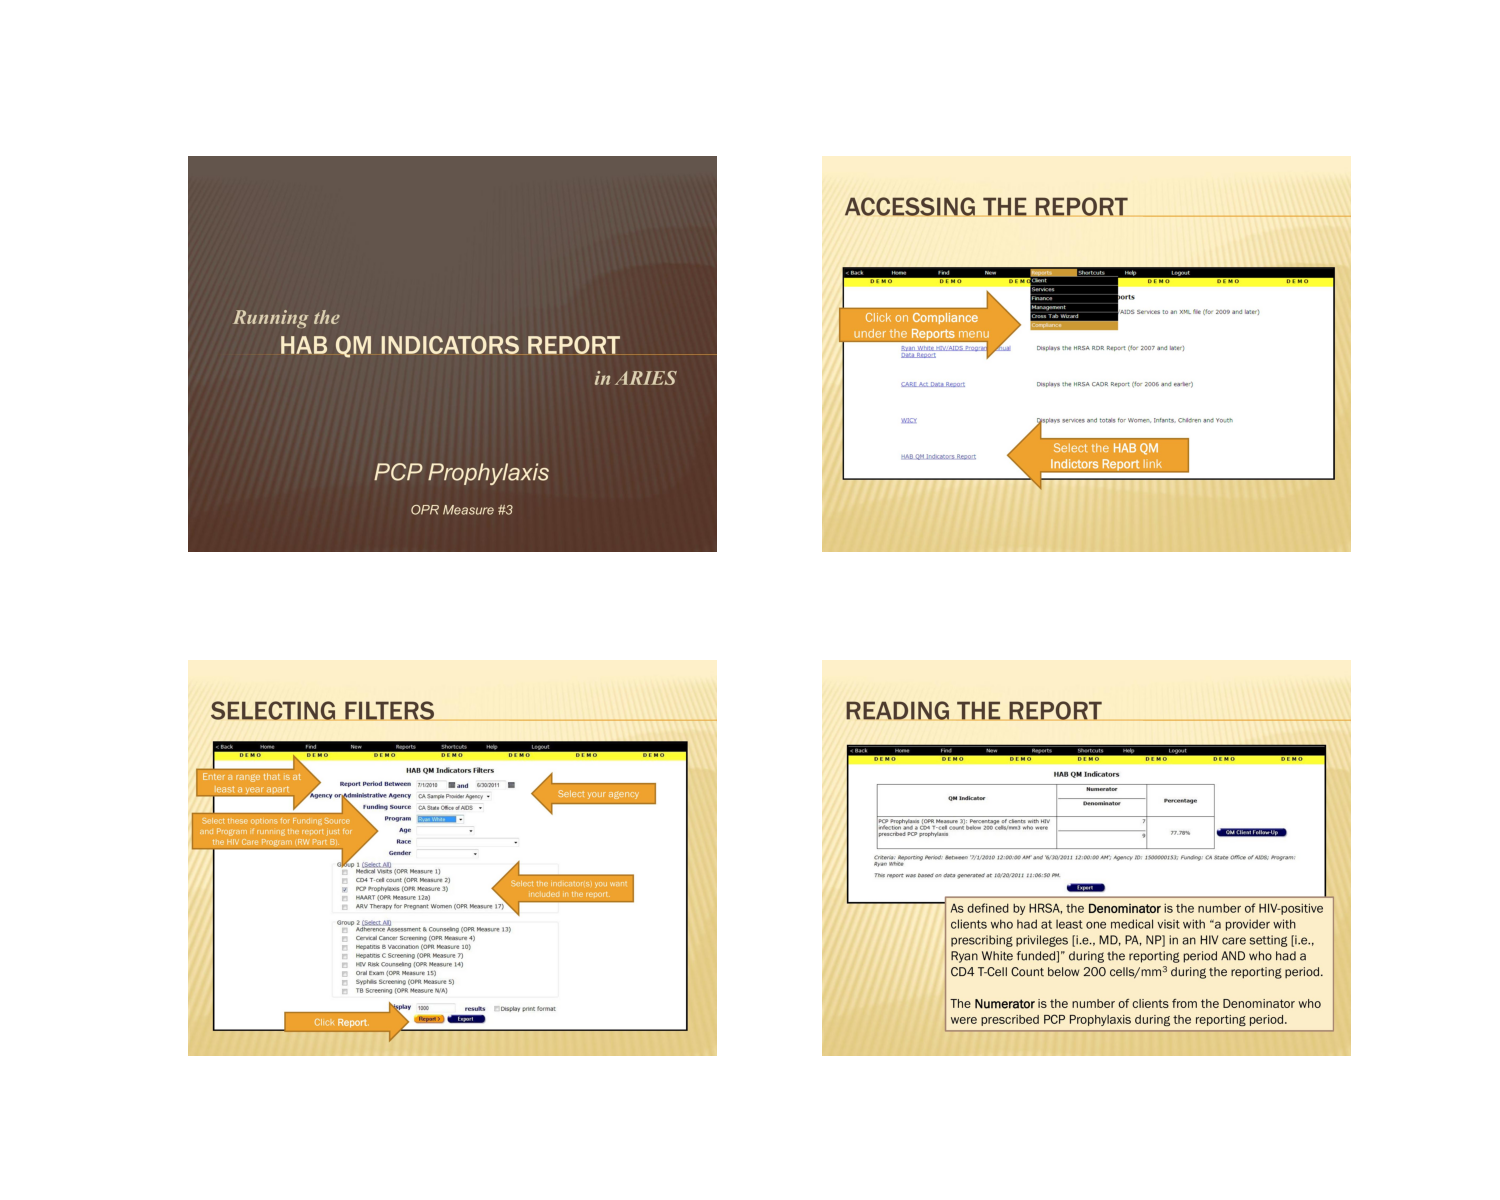 Running the
HAB QM INDICATORS REPORT
in ARIES
PCP Prophylaxis
OPR Measure #3
ACCESSING THE REPORT
< Back Home Find New Reports Shortcuts Help Logout
DEMO DEMO DEMO DEMO DEMO DEMO
Client
Services
Finance
Management
Cross Tab Wizard
Compliance
orts
/AIDS Services to an XML file (for 2009 and later)
Click on Compliance
under the Reports menu
Ryan White HIV/AIDS Program Annual
Data Report
Displays the HRSA RDR Report (for 2007 and later)
CARE Act Data Report
Displays the HRSA CADR Report (for 2006 and earlier)
WICY
Displays services and totals for Women, Infants, Children and Youth
HAB QM Indicators Report
Select the HAB QM
Indictors Report link
SELECTING FILTERS
< Back Home Find New Reports Shortcuts Help Logout
DEMO DEMO DEMO DEMO DEMO DEMO DEMO
HAB QM Indicators Filters
Enter a range that is at
least a year apart
Report Period Between 7/1/2010 and 6/30/2011
Agency or Administrative Agency CA Sample Provider Agency
Select your agency
Funding Source CA State Office of AIDS
Program Ryan White
Select these options for Funding Source
and Program if running the report just for
the HIV Care Program (RW Part B).
Age
Race
Gender
Group 1 (Select All)
Medical Visits (OPR Measure 1)
CD4 T-cell count (OPR Measure 2)
PCP Prophylaxis (OPR Measure 3)
HAART (OPR Measure 12a)
ARV Therapy for Pregnant Women (OPR Measure 17)
Select the indicator(s) you want
included in the report.
Group 2 (Select All)
Adherence Assessment & Counseling (OPR Measure 13)
Cervical Cancer Screening (OPR Measure 4)
Hepatitis B Vaccination (OPR Measure 10)
Hepatitis C Screening (OPR Measure 7)
HIV Risk Counseling (OPR Measure 14)
Oral Exam (OPR Measure 15)
Syphilis Screening (OPR Measure 5)
TB Screening (OPR Measure N/A)
Display 1000 results Display print format
Report > Export
Click Report.
READING THE REPORT
< Back Home Find New Reports Shortcuts Help Logout
DEMO DEMO DEMO DEMO DEMO DEMO DEMO
HAB QM Indicators
QM Indicator
Numerator
Denominator
Percentage
PCP Prophylaxis (OPR Measure 3): Percentage of clients with HIV
infection and a CD4 T-cell count below 200 cells/mm3 who were
prescribed PCP prophylaxis
7
9
77.78%
QM Client Follow-Up
Criteria: Reporting Period: Between '7/1/2010 12:00:00 AM' and '6/30/2011 12:00:00 AM'; Agency ID: 1500000153; Funding: CA State Office of AIDS; Program:
Ryan White
This report was based on data generated at 10/20/2011 11:06:50 PM.
Export
As defined by HRSA, the Denominator is the number of HIV-positive
clients who had at least one medical visit with “a provider with
prescribing privileges [i.e., MD, PA, NP] in an HIV care setting [i.e.,
Ryan White funded]” during the reporting period AND who had a
CD4 T-Cell Count below 200 cells/mm³ during the reporting period.
The Numerator is the number of clients from the Denominator who
were prescribed PCP Prophylaxis during the reporting period.